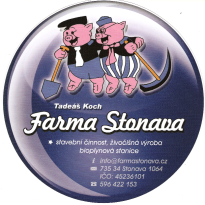 Tadeáš Koch
Farma Stonava
• stavební činnost, živočišná výroba
bioplynová stanice
i info@farmastonava.cz
735 34 Stonava 1064
IČO: 45236101
596 422 153